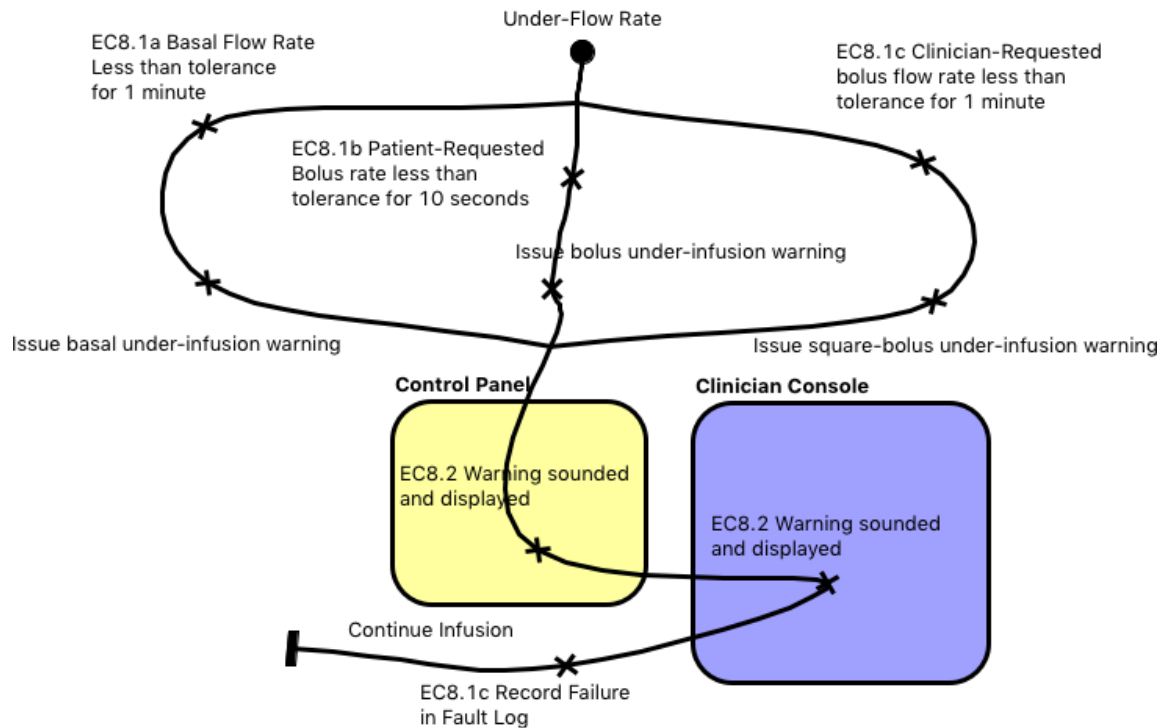 Under-Flow Rate
EC8.1a Basal Flow Rate
Less than tolerance
for 1 minute
EC8.1c Clinician-Requested
bolus flow rate less than
tolerance for 1 minute
EC8.1b Patient-Requested
Bolus rate less than
tolerance for 10 seconds
Issue bolus under-infusion warning
Issue basal under-infusion warning
Issue square-bolus under-infusion warning
Control Panel
Clinician Console
EC8.2 Warning sounded
and displayed
EC8.2 Warning sounded
and displayed
Continue Infusion
EC8.1c Record Failure
in Fault Log